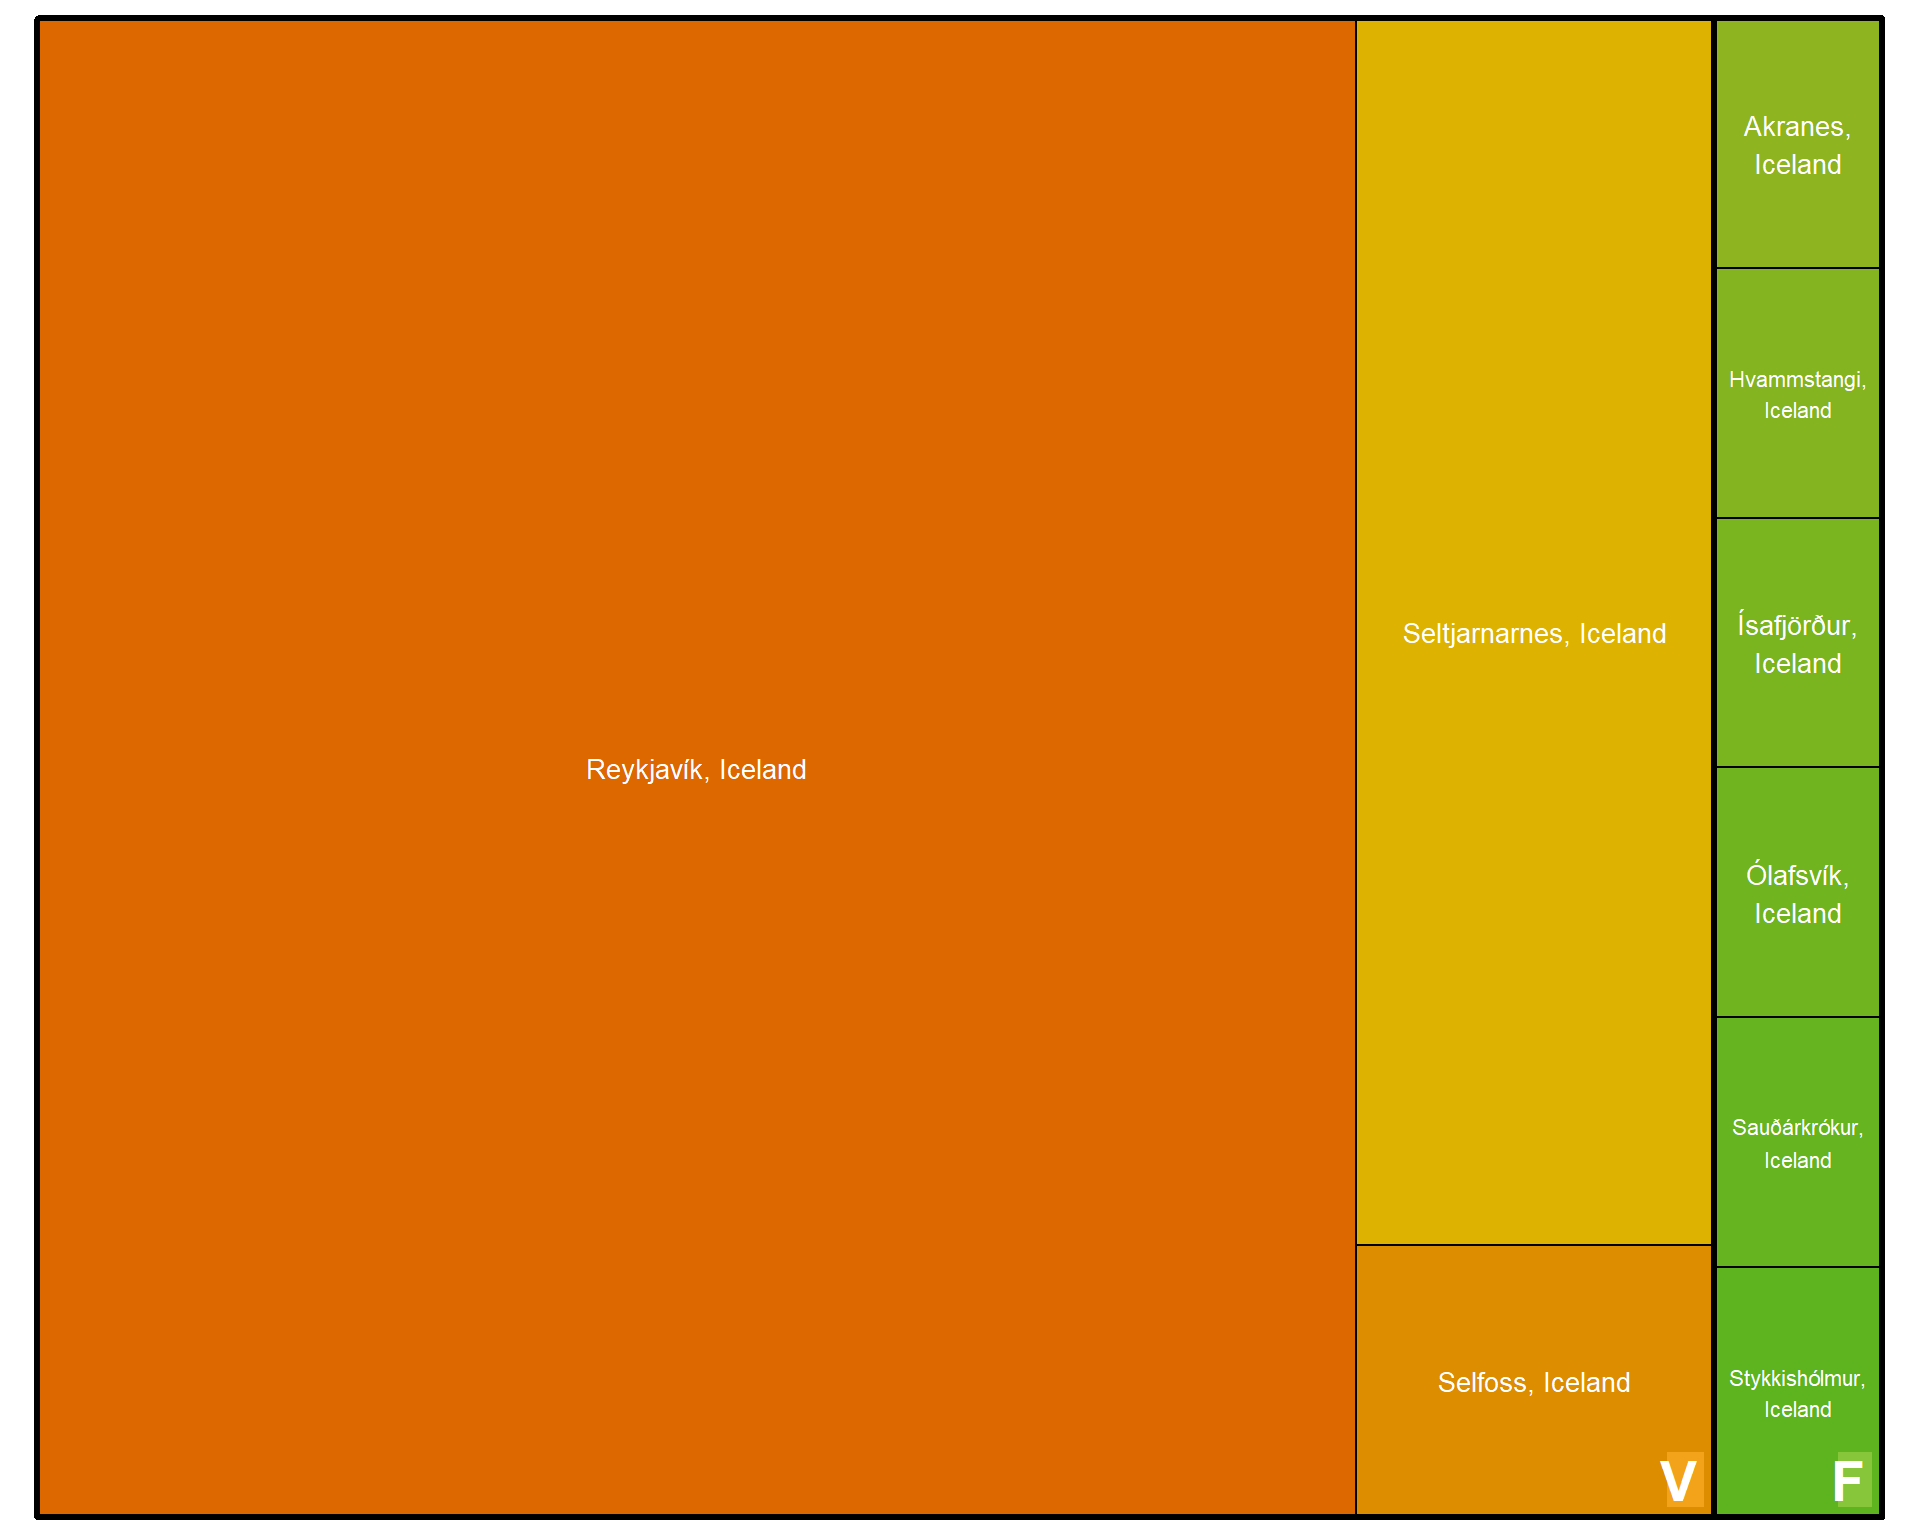 Reykjavík, Iceland
Seltjarnarnes, Iceland
Selfoss, Iceland
V
Akranes,
Iceland
Hvammstangi,
Iceland
Ísafjörður,
Iceland
Ólafsvík,
Iceland
Sauðárkrókur,
Iceland
Stykkishólmur,
Iceland
F